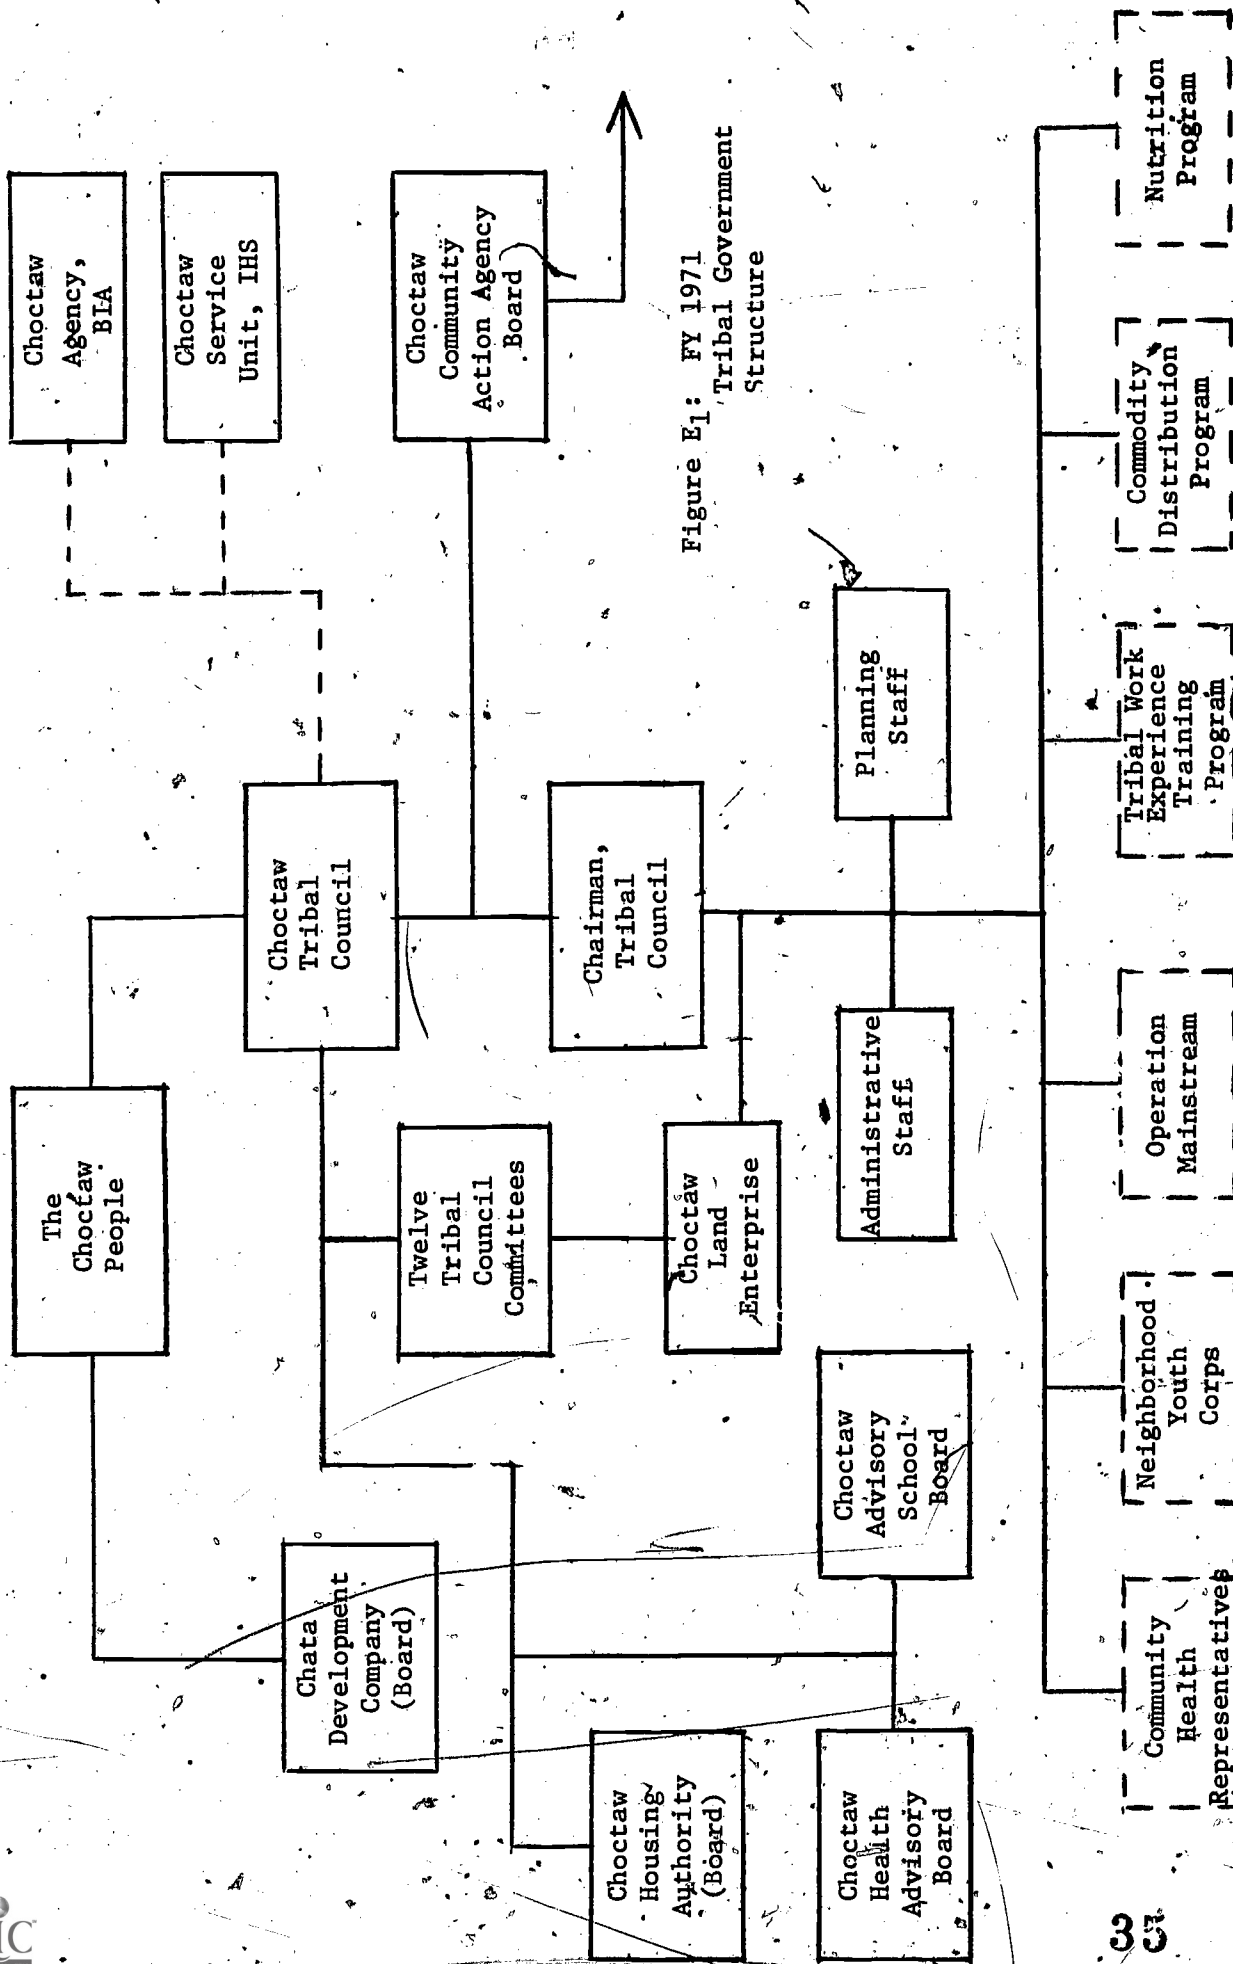 The
Choctaw
People
Choctaw
Agency,
BIA
Choctaw
Service
Unit, IHS
Chata
Development
Company
(Board)
Choctaw
Tribal
Council
Twelve
Tribal
Council
Committees
Choctaw
Community
Action Agency
Board
Chairman,
Tribal
Council
Choctaw
Housing
Authority
(Board)
Choctaw
Land
Enterprise
Figure E1: FY 1971
Tribal Government
Structure
Choctaw
Health
Advisory
Board
Choctaw
Advisory
School
Board
Administrative
Staff
Planning
Staff
Community
Health
Representatives
Neighborhood
Youth
Corps
Operation
Mainstream
Tribal Work
Experience
Training
Program
Commodity
Distribution
Program
Nutrition
Program
33